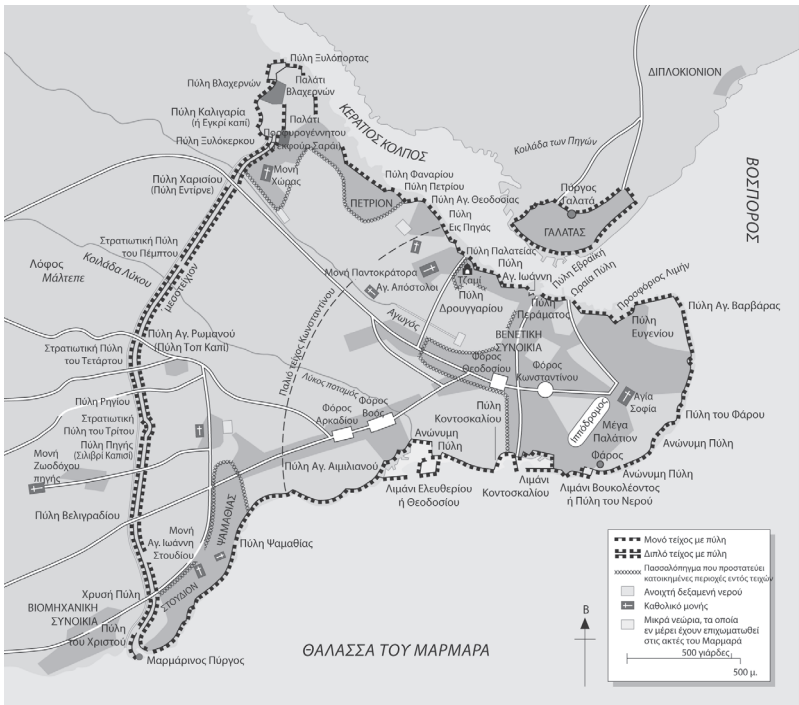 Πύλη Ξυλόπορτας
Πύλη Βλαχερνών
Παλάτι
Βλαχερνών
Πύλη Καλιγαρία
(ή Εγκρί καπί)
Παλάτι
Πορφυρογέννητου
Τεκφούρ Σαράι
Πύλη Ξυλόκερκου
ΚΕΡΑΤΙΟΣ ΚΟΛΠΟΣ
ΔΙΠΛΟΚΙΟΝΙΟΝ
ΒΟΣΠΟΡΟΣ
Κοιλάδα των Πηγών
Πύργος
Γαλατά
ΓΑΛΑΤΑΣ
Μονή
Χώρας
Πύλη Χαρισίου
(Πύλη Εντίρνε)
ΠΕΤΡΙΟΝ
Πύλη Φαναρίου
Πύλη Πετρίου
Πύλη Αγ. Θεοδοσίας
Πύλη
Εις Πηγάς
Στρατιωτική Πύλη
του Πέμπτου
Λόφος
Μάλτεπε
Κοιλάδα Λύκου
μεσοτείχιον
Πύλη Παλατείας
Πύλη
Αγ. Ιωάννη
Πύλη Εβραϊκή
Ωραία Πύλη
Προσφόριος Λιμήν
Πύλη Αγ. Βαρβάρας
Μονή Παντοκράτορα
Αγ. Απόστολοι
Τζαμί
Πύλη
Δρουγγαρίου
Πύλη
Περάματος
Πύλη
Ευγενίου
Παλιό τείχος Κωνσταντίνου
Αγωγός
ΒΕΝΕΤΙΚΗ
ΣΥΝΟΙΚΙΑ
Πύλη Αγ. Ρωμανού
(Πύλη Τοπ Καπί)
Στρατιωτική Πύλη
του Τετάρτου
Φόρος
Θεοδοσίου
Φόρος
Κωνσταντίνου
Λύκος ποταμός
Φόρος
Αρκαδίου
Φόρος
Βοός
Αγία
Σοφία
Πύλη Ρηγίου
Στρατιωτική
Πύλη του Τρίτου
Πύλη Πηγής
(Σιλιβρί Καπισί)
Μονή
Ζωοδόχου
πηγής
Πύλη
Κοντοσκαλίου
Ιππόδρομος
Μέγα
Παλάτιον
Φάρος
Πύλη του Φάρου
Ανώνυμη Πύλη
Ανώνυμη Πύλη
Ανώνυμη
Πύλη
Πύλη Αγ. Αιμιλιανού
Λιμάνι Ελευθερίου
ή Θεοδοσίου
Λιμάνι
Κοντοσκαλίου
Λιμάνι Βουκολέοντος
ή Πύλη του Νερού
Πύλη Βελιγραδίου
ΨΑΜΑΘΙΑΣ
Μονή
Αγ. Ιωάννη
Στουδίου
Πύλη Ψαμαθίας
Χρυσή Πύλη
ΒΙΟΜΗΧΑΝΙΚΗ
ΣΥΝΟΙΚΙΑ
ΣΤΟΥΔΙΟΝ
Πύλη
του Χριστού
Μαρμάρινος Πύργος
ΘΑΛΑΣΣΑ ΤΟΥ ΜΑΡΜΑΡΑ
Β
Μονό τείχος με πύλη
Διπλό τείχος με πύλη
Πασσαλόπηγμα που προστατεύει
κατοικημένες περιοχές εντός τειχών
Ανοιχτή δεξαμενή νερού
Καθολικό μονής
Μικρά νεώρια, τα οποία
εν μέρει έχουν επιχωματωθεί
στις ακτές του Μαρμαρά
500 γιάρδες
500 μ.